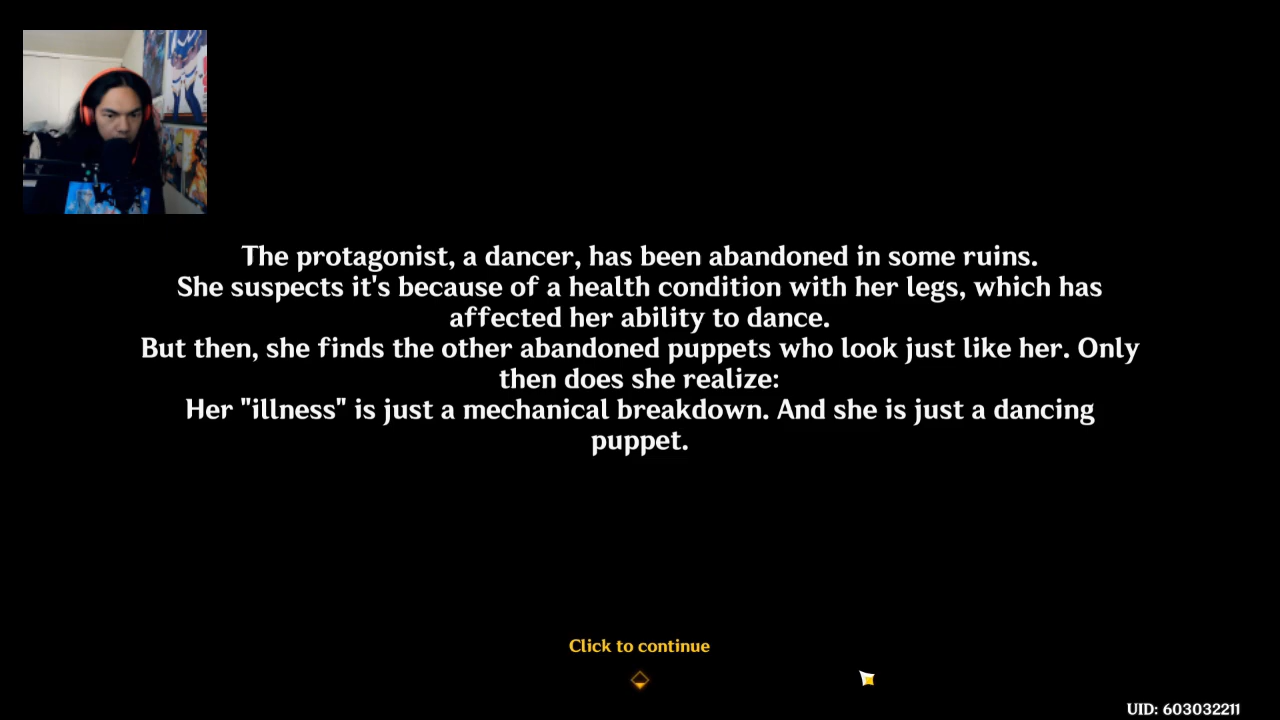 The protagonist, a dancer, has been abandoned in some ruins.
She suspects it's because of a health condition with her legs, which has
affected her ability to dance.
But then, she finds the other abandoned puppets who look just like her. Only
then does she realize:
Her "illness" is just a mechanical breakdown. And she is just a dancing
puppet.
Click to continue
UID: 603032211